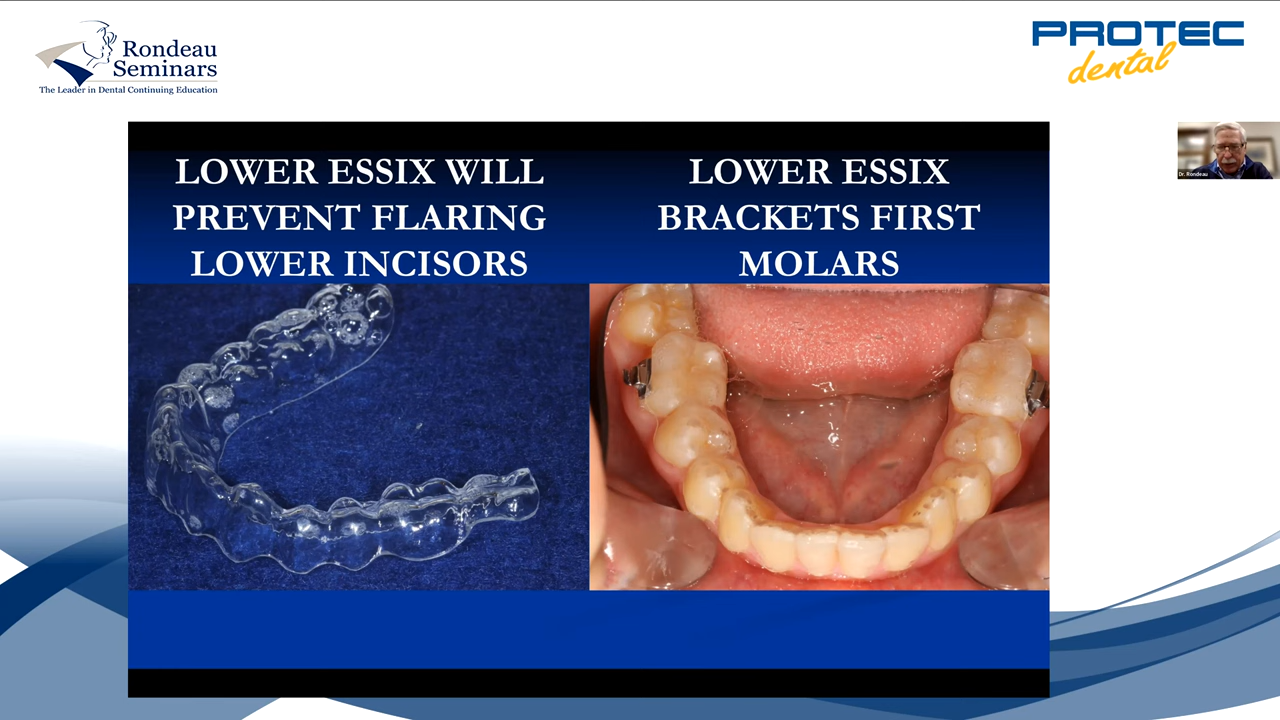 Rondeau
Seminars
The Leader in Dental Continuing Education
PROTEC
dental
Dr. Rondeau
LOWER ESSIX WILL
PREVENT FLARING
LOWER INCISORS
LOWER ESSIX
BRACKETS FIRST
MOLARS